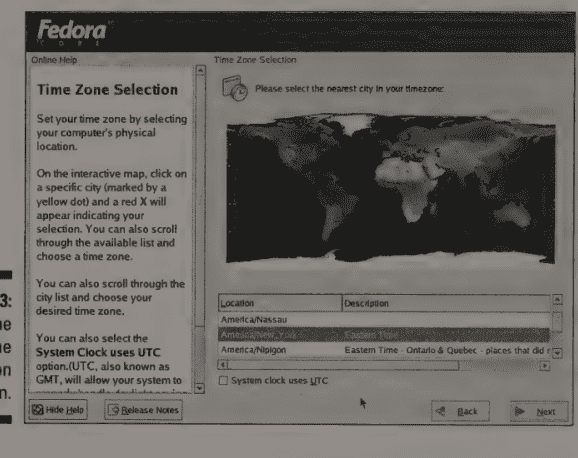 Fedora
CORE
Online Help
Time Zone Selection
Set your time zone by selecting
your computer's physical
location.
On the interactive map, click on
a specific city (marked by a
yellow dot) and a red X will
appear indicating your
selection. You can also scroll
through the available list and
choose a time zone.
You can also scroll through the
city list and choose your
desired time zone.
You can also select the
System Clock uses UTC
option.(UTC, also known as
GMT, will allow your system to
Time Zone Selection
Please select the nearest city in your timezone:
Location Description
America/Nassau
America/New_York Eastern Time
America/Nipigon Eastern Time - Ontario & Quebec - places that did
System clock uses UTC
Hide Help Release Notes Back Next
3: